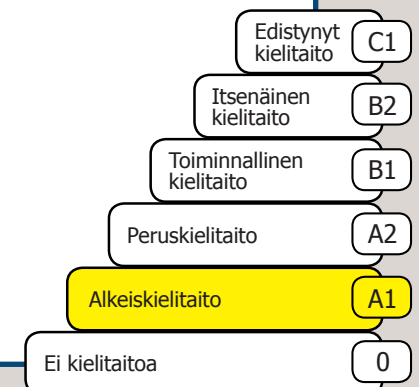 Edistynyt
kielitaito
C1
Itsenäinen
kielitaito
B2
Toiminnallinen
kielitaito
B1
Peruskielitaito
A2
Alkeiskielitaito
A1
Ei kielitaitoa
0